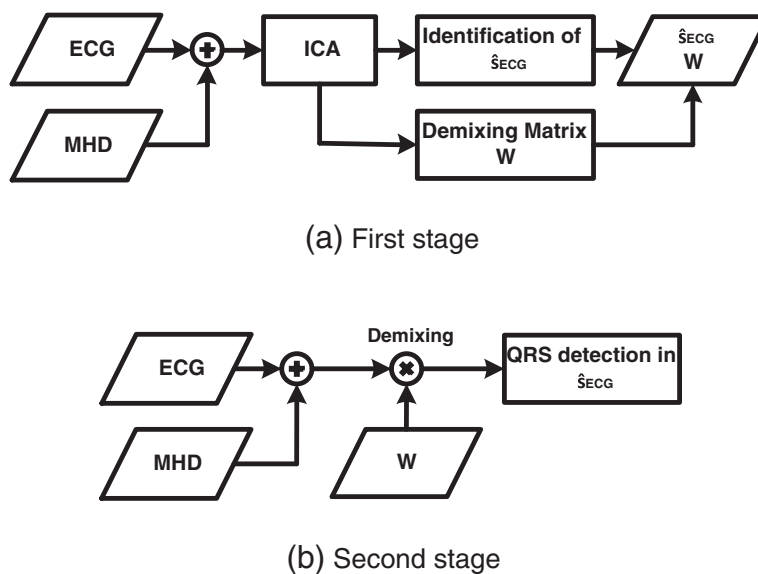 ECG
ICA
Identification of
ŝECG
ŝECG
W
MHD
Demixing Matrix
W
(a) First stage
Demixing
ECG
QRS detection in
ŝECG
MHD
W
(b) Second stage